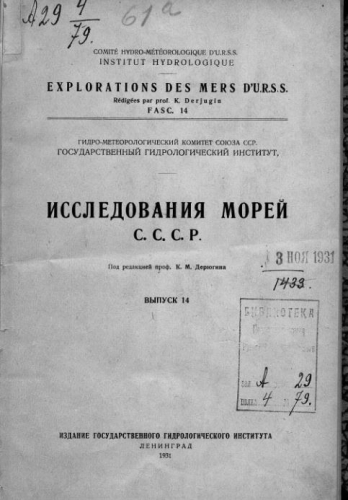 А29 4/79.
61а
COMITÉ HYDRO-MÉTÉOROLOGIQUE D'U.R.S.S.
INSTITUT HYDROLOGIQUE
EXPLORATIONS DES MERS D'U.R.S.S.
Rédigées par prof. K. Derjugin
FASC. 14
ГИДРО-МЕТЕОРОЛОГИЧЕСКИЙ КОМИТЕТ СОЮЗА ССР.
ГОСУДАРСТВЕННЫЙ ГИДРОЛОГИЧЕСКИЙ ИНСТИТУТ,
ИССЛЕДОВАНИЯ МОРЕЙ
С. С. С. Р.
Под редакцией проф. К. М. Дерюгина
3 НОЯ 1931
1433.
ВЫПУСК 14
БИБЛИОТЕКА
А 29
4 79.
ИЗДАНИЕ ГОСУДАРСТВЕННОГО ГИДРОЛОГИЧЕСКОГО ИНСТИТУТА
ЛЕНИНГРАД
1931